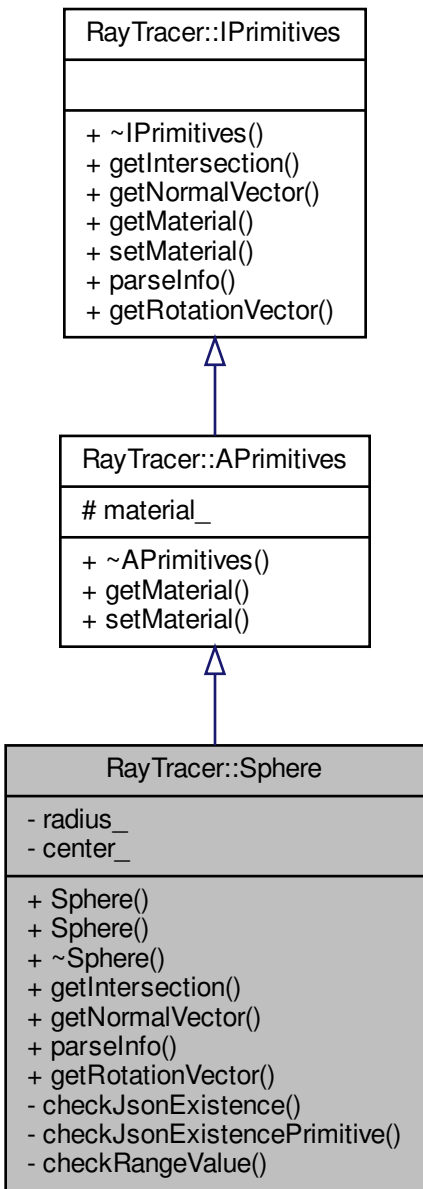 RayTracer::IPrimitives
+ ~IPrimitives()
+ getIntersection()
+ getNormalVector()
+ getMaterial()
+ setMaterial()
+ parseInfo()
+ getRotationVector()
RayTracer::APrimitives
# material_
+ ~APrimitives()
+ getMaterial()
+ setMaterial()
RayTracer::Sphere
- radius_
- center_
+ Sphere()
+ Sphere()
+ ~Sphere()
+ getIntersection()
+ getNormalVector()
+ parseInfo()
+ getRotationVector()
- checkJsonExistence()
- checkJsonExistencePrimitive()
- checkRangeValue()